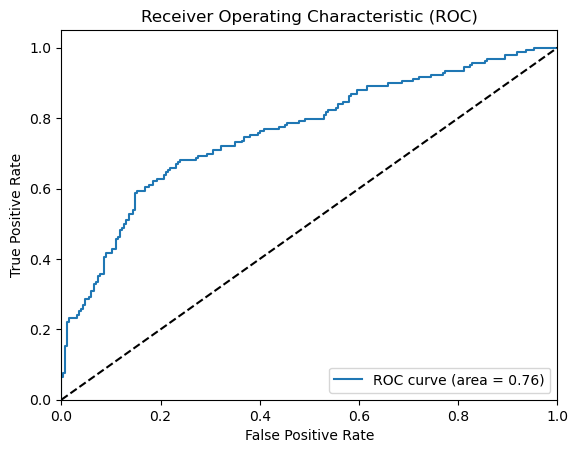 Receiver Operating Characteristic (ROC)
True Positive Rate
1.0
0.8
0.6
0.4
0.2
0.0
ROC curve (area = 0.76)
0.0 0.2 0.4 0.6 0.8 1.0
False Positive Rate